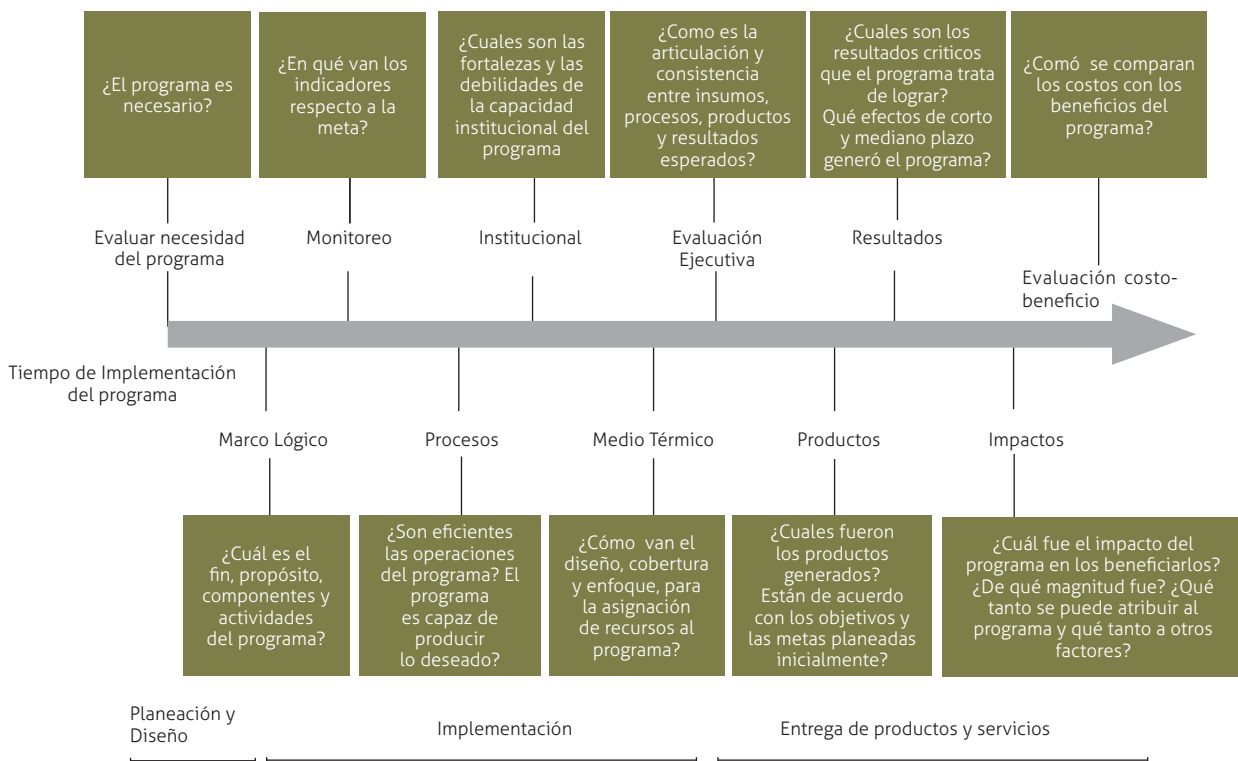 ¿El programa es
necesario?
¿En qué van los
indicadores
respecto a la
meta?
¿Cuales son las
fortalezas y las
debilidades de
la capacidad
institucional del
programa
¿Como es la
articulación y
consistencia
entre insumos,
procesos, productos
y resultados
esperados?
¿Cuales son los
resultados criticos
que el programa trata
de lograr?
Qué efectos de corto
y mediano plazo
generó el programa?
¿Comó se comparan
los costos con los
beneficios del
programa?
Evaluar necesidad
del programa
Monitoreo
Institucional
Evaluación
Ejecutiva
Resultados
Evaluación costo-
beneficio
Tiempo de Implementación
del programa
Marco Lógico
Procesos
Medio Térmico
Productos
Impactos
¿Cuál es el
fin, propósito,
componentes y
actividades
del programa?
¿Son eficientes
las operaciones
del programa? El
programa
es capaz de
producir
lo deseado?
¿Cómo van el
diseño, cobertura
y enfoque, para
la asignación
de recursos al
programa?
¿Cuales fueron
los productos
generados?
Están de acuerdo
con los objetivos y
las metas planeadas
inicialmente?
¿Cuál fue el impacto del
programa en los beneficiarlos?
¿De qué magnitud fue? ¿Qué
tanto se puede atribuir al
programa y qué tanto a otros
factores?
Planeación y
Diseño
Implementación
Entrega de productos y servicios